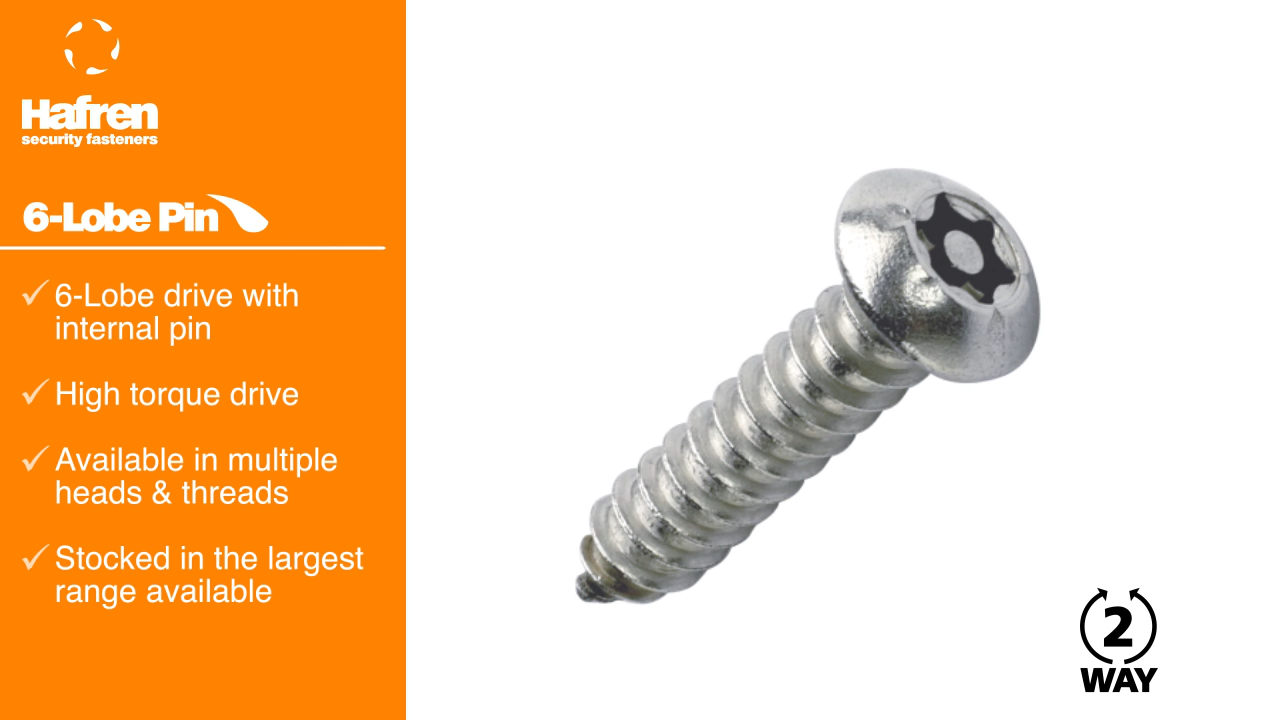 Hafren
security fasteners
6-Lobe Pin
6-Lobe drive with
internal pin
High torque drive
Available in multiple
heads & threads
Stocked in the largest
range available
2
WAY